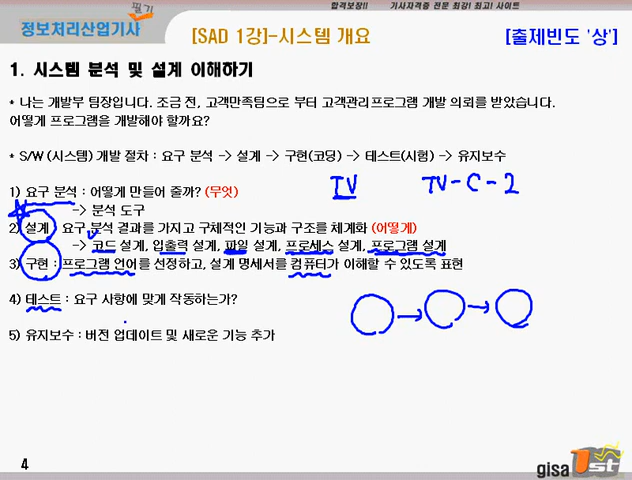 합격보장!! 기사자격증 전문 최강! 최고! 사이트
필기
정보처리산업기사
[SAD 1강]-시스템 개요
[출제빈도 '상']
1. 시스템 분석 및 설계 이해하기
* 나는 개발부 팀장입니다. 조금 전, 고객만족팀으로 부터 고객관리프로그램 개발 의뢰를 받았습니다.
어떻게 프로그램을 개발해야 할까요?
* S/W (시스템) 개발 절차 : 요구 분석 -> 설계 -> 구현(코딩) -> 테스트(시험) -> 유지보수
1) 요구 분석 : 어떻게 만들어 줄까? (무엇)
TV TV-C-2
-> 분석 도구
2) 설계 : 요구 분석 결과를 가지고 구체적인 기능과 구조를 체계화 (어떻게)
-> 코드 설계, 입출력 설계, 파일 설계, 프로세스 설계, 프로그램 설계
3) 구현 : 프로그램 언어를 선정하고, 설계 명세서를 컴퓨터가 이해할 수 있도록 표현
4) 테스트 : 요구 사항에 맞게 작동하는가?
5) 유지보수 : 버전 업데이트 및 새로운 기능 추가
4
gisa 1st